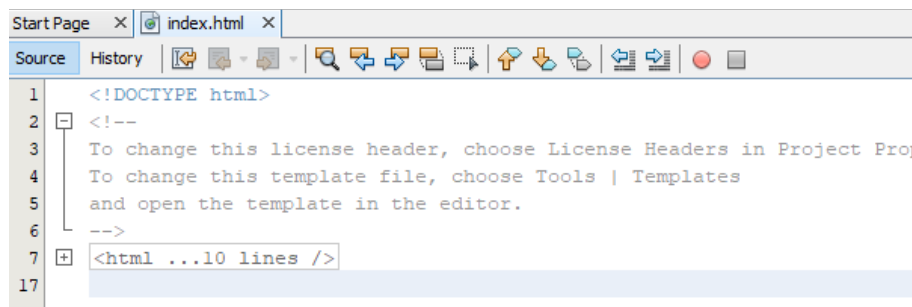 Start Page index.html
Source History
1 <!DOCTYPE html>
2 <!--
3 To change this license header, choose License Headers in Project
4 To change this template file, choose Tools | Templates
5 and open the template in the editor.
6 -->
7 <html ...10 lines />
17